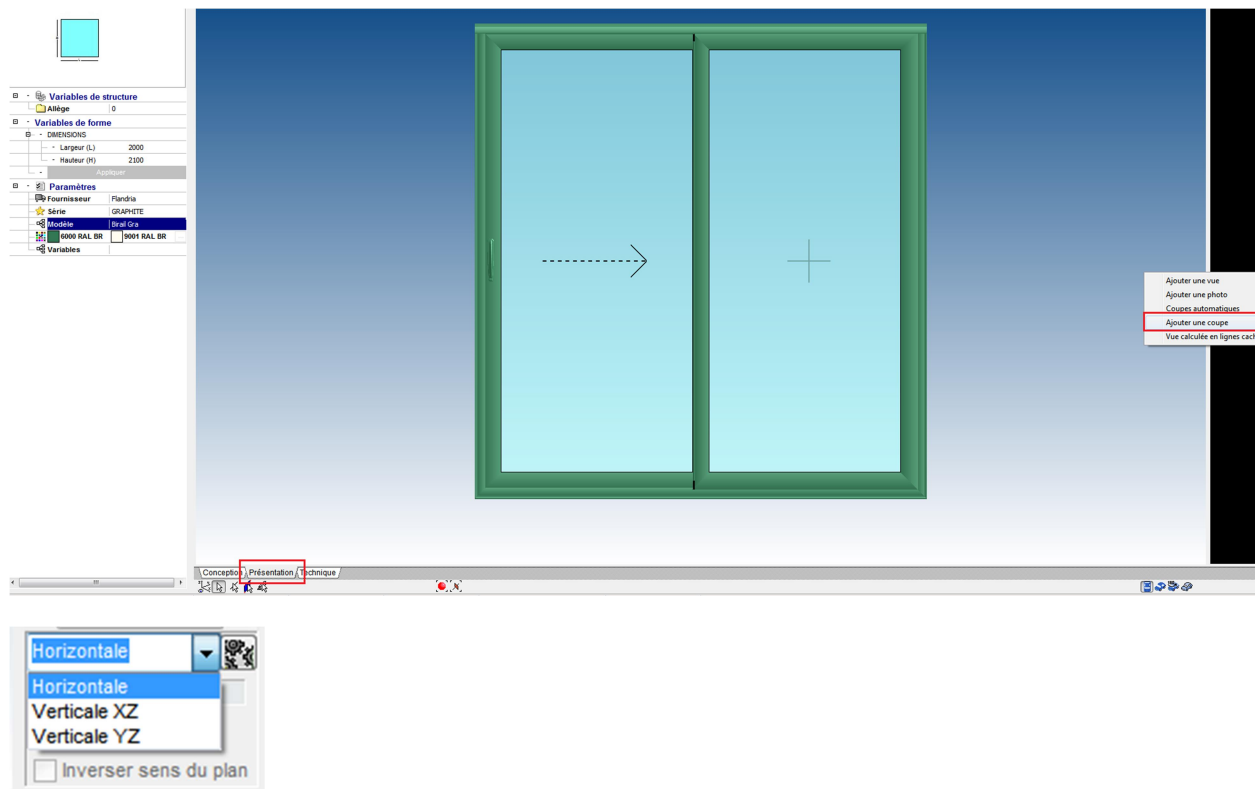 Variables de structure
Allège 0
Variables de forme
DIMENSIONS
Largeur (L) 2000
Hauteur (H) 2100
Appliquer
Paramètres
Fournisseur Flandria
Série GRAPHITE
Modèle Birail Gra
6000 RAL BR 9001 RAL BR
Variables
Ajouter une vue
Ajouter une photo
Coupes automatiques
Ajouter une coupe
Vue calculée en lignes cach
Conception Présentation Technique
Horizontale
Horizontale
Verticale XZ
Verticale YZ
Inverser sens du plan